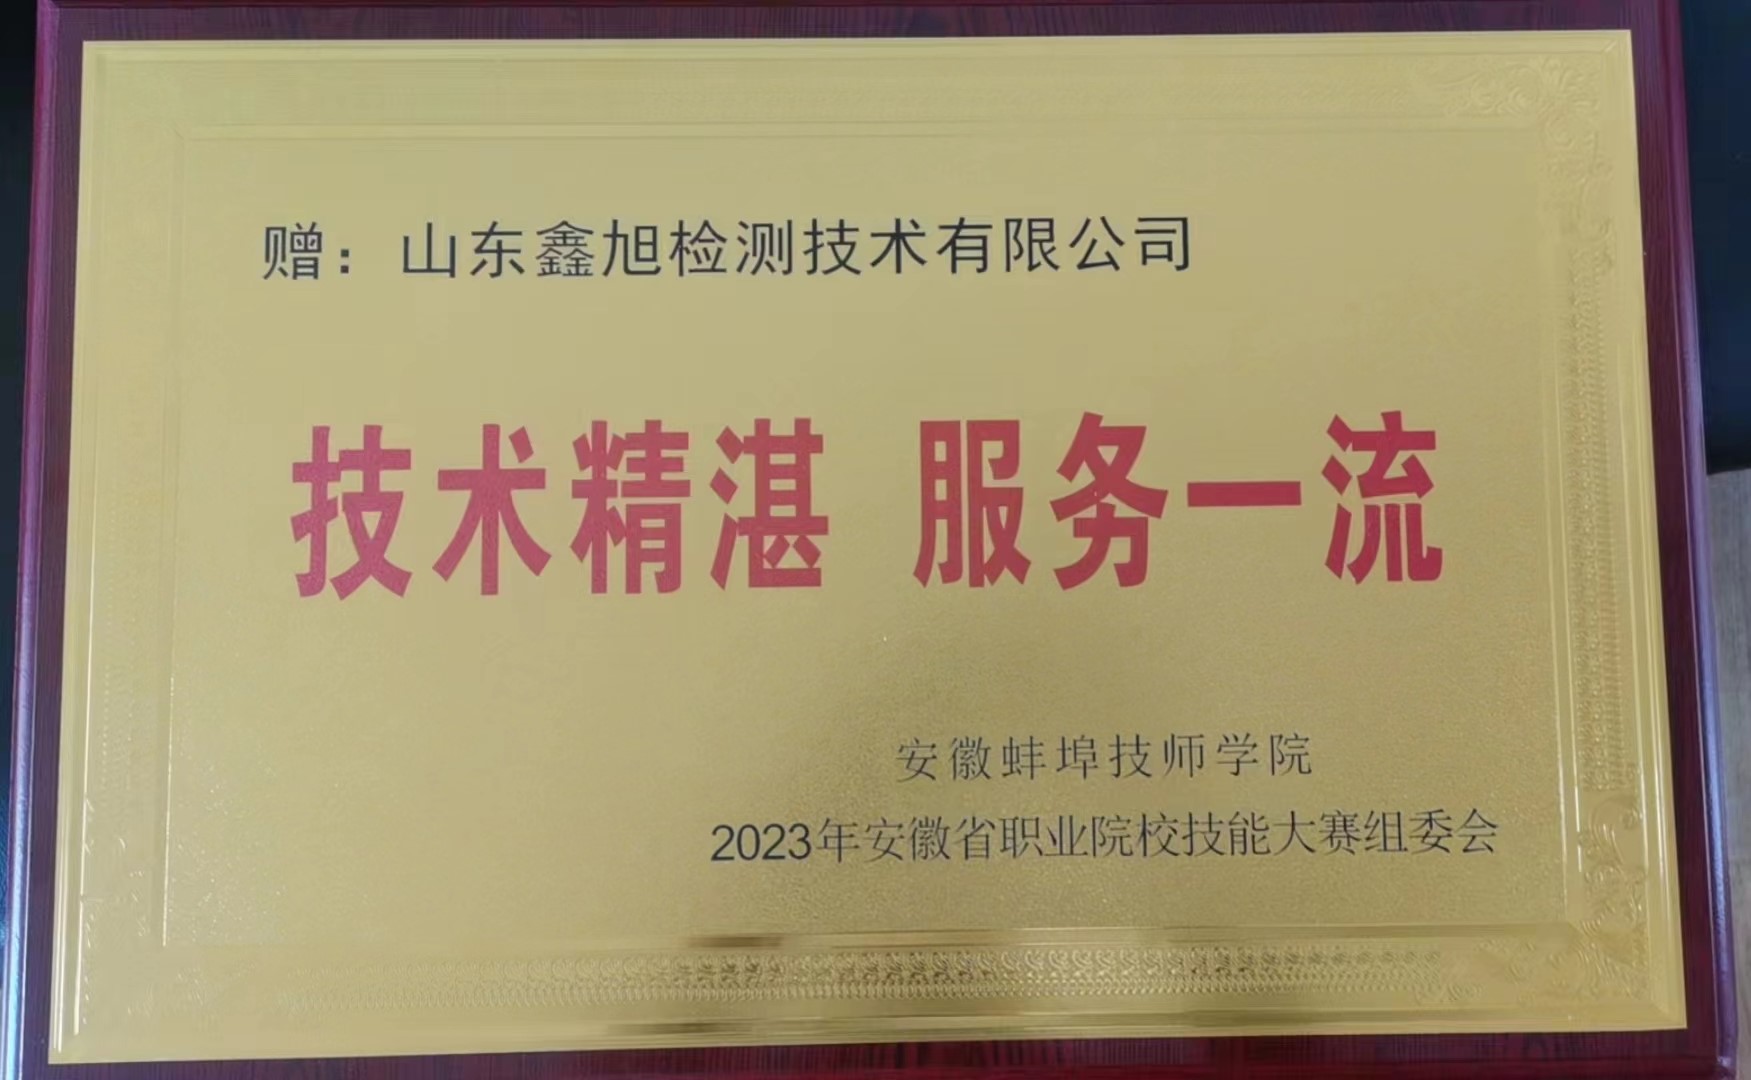 赠：山东鑫旭检测技术有限公司
技术精湛 服务一流
安徽蚌埠技师学院
2023年安徽省职业院校技能大赛组委会